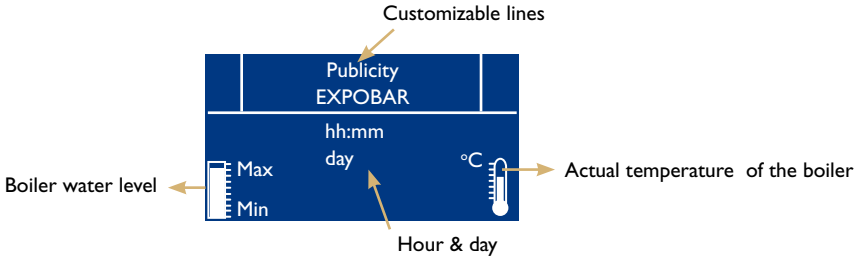 Customizable lines
Publicity
EXPOBAR
hh:mm
day
°C
Max
Min
Boiler water level
Actual temperature of the boiler
Hour & day